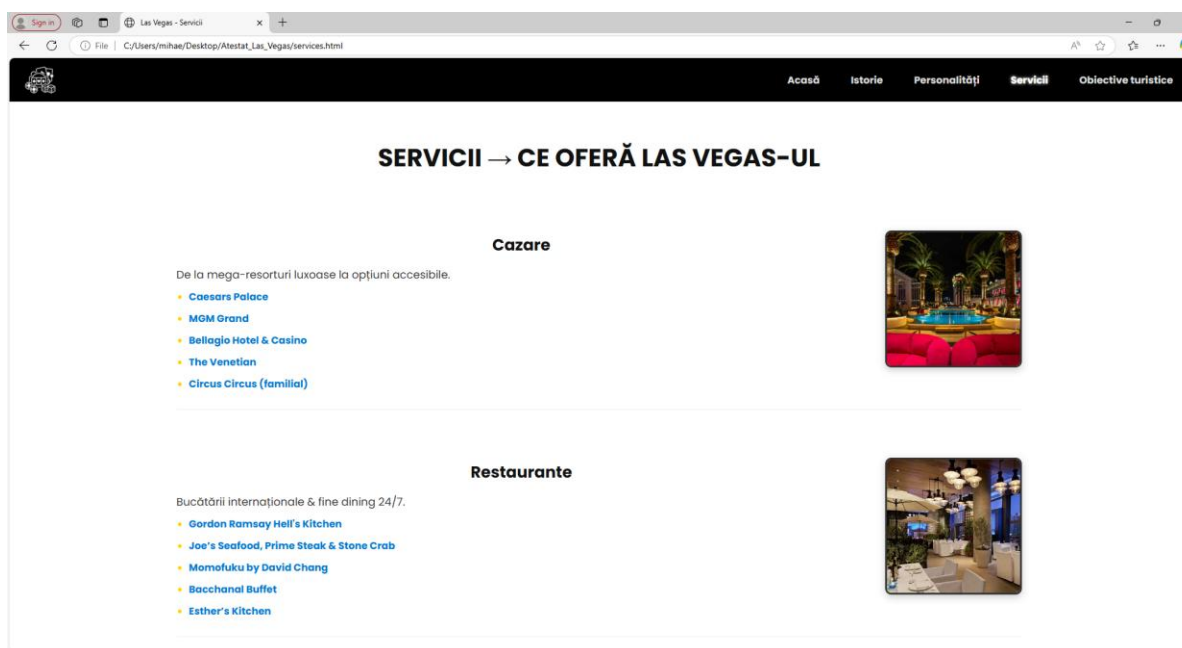 Sign in
Las Vegas - Servicii
File
C:/Users/mihae/Desktop/Atestat_Las_Vegas/services.html
Acasă Istorie Personalități Servicii Obiective turistice
SERVICII → CE OFERĂ LAS VEGAS-UL
Cazare
De la mega-resorturi luxoase la opțiuni accesibile.
Caesars Palace
MGM Grand
Bellagio Hotel & Casino
The Venetian
Circus Circus (familial)
Restaurante
Bucătării internaționale & fine dining 24/7.
Gordon Ramsay Hell's Kitchen
Joe's Seafood, Prime Steak & Stone Crab
Momofuku by David Chang
Bacchanal Buffet
Esther's Kitchen